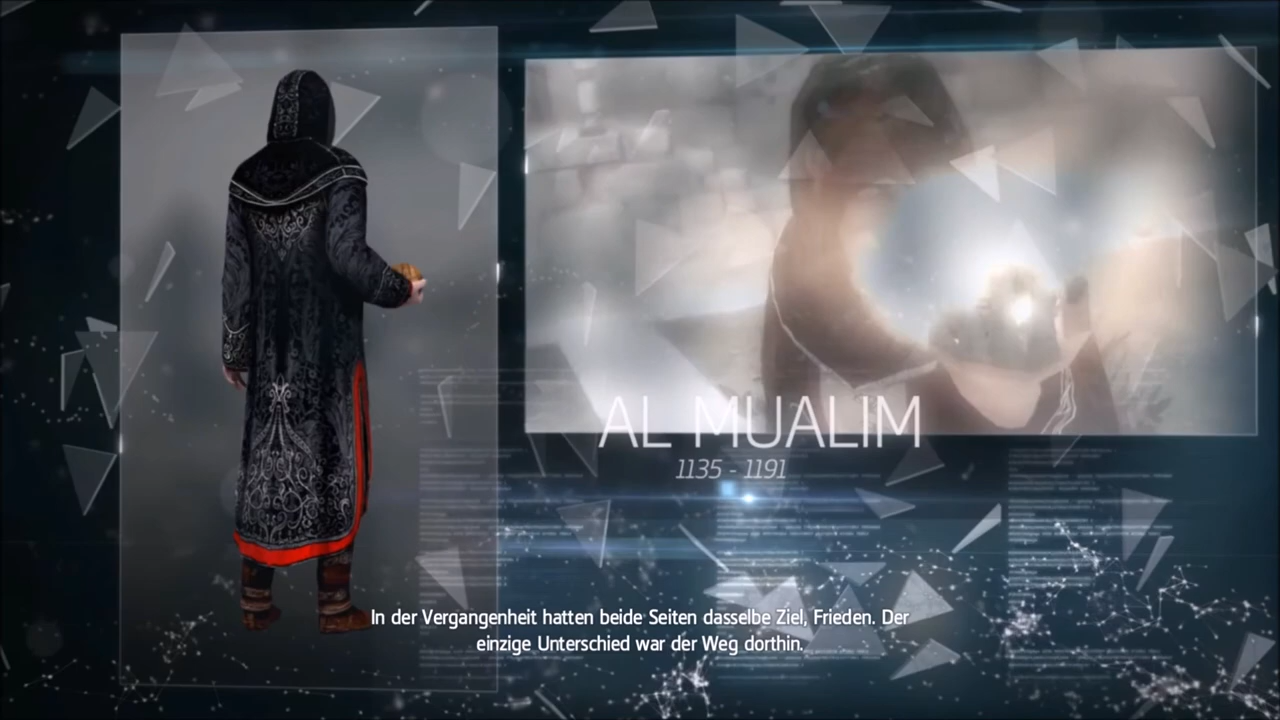 AL MUALIM
1135 - 1191
In der Vergangenheit hatten beide Seiten dasselbe Ziel, Frieden. Der
einzige Unterschied war der Weg dorthin.